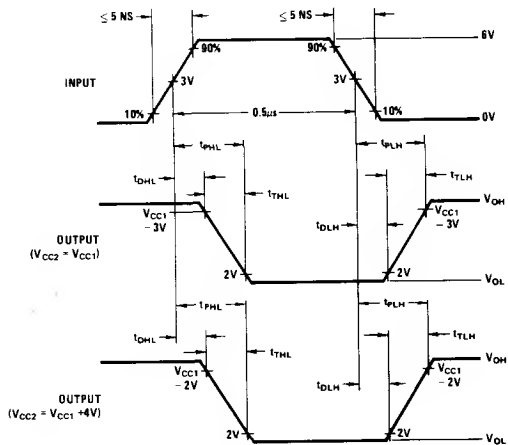 ≤ 5 NS ≤ 5 NS
6V
90% 90%
INPUT
3V 3V
10% 10%
0.5µs
0V
tPHL tPLH
tDHL tTHL tTLH
VCC1 VOH
- 3V VCC1
- 3V
OUTPUT
(VCC2 = VCC1)
tDLH
2V 2V
VOL
tPHL tPLH
tDHL tTHL tTLH
VOH
VCC1 VCC1
- 2V - 2V
OUTPUT
(VCC2 = VCC1 +4V)
tDLH
2V 2V
VOL